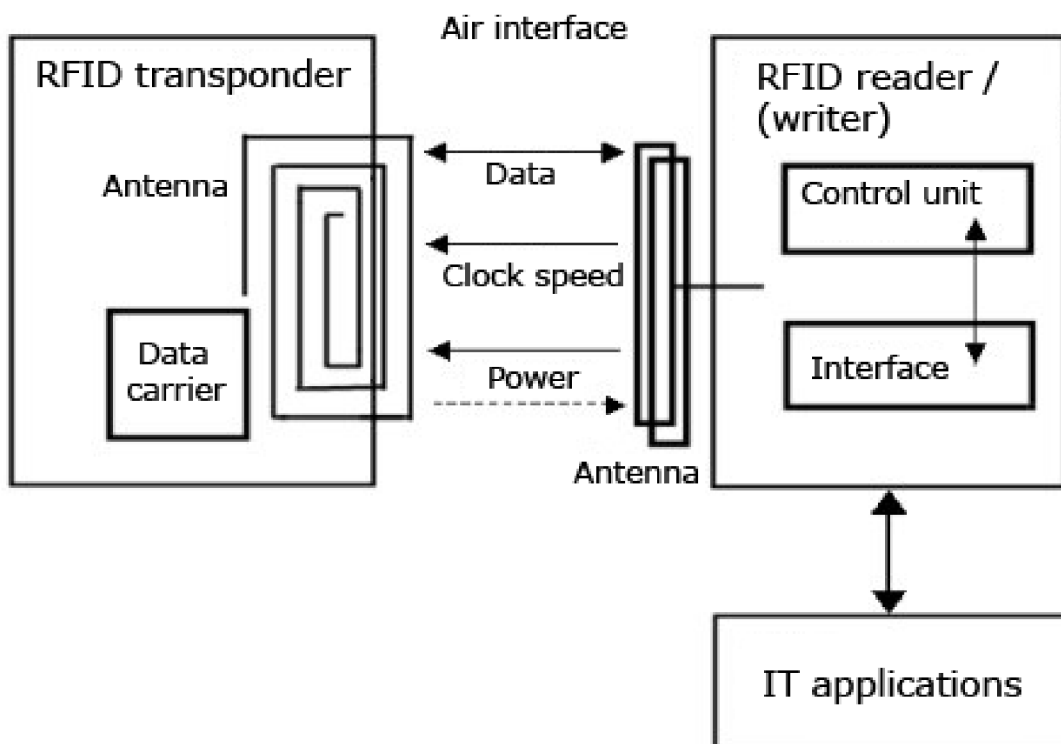 Air interface
RFID transponder
RFID reader /
(writer)
Antenna
Data
Control unit
Clock speed
Data
carrier
Power
Interface
Antenna
IT applications